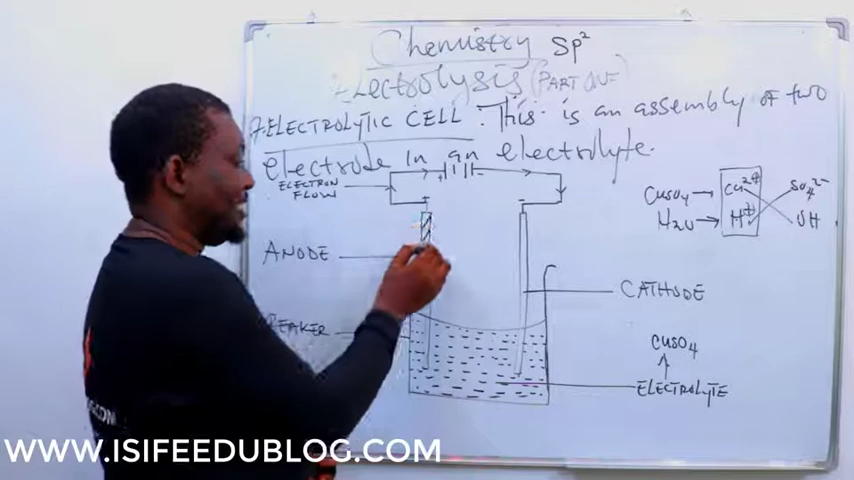 Chemistry SP²
Electrolysis (PART ONE)
ELECTROLYTIC CELL : This is an assembly of two
electrode in an electrolyte.
ELECTRON
FLOW
+ -
CuSO4 → Cu²⁺ SO4²⁻
H2O → H⁺ OH
ANODE
CATHODE
BEAKER
CuSO4
ELECTROLYTE
WWW.ISIFEEDUBLOG.COM